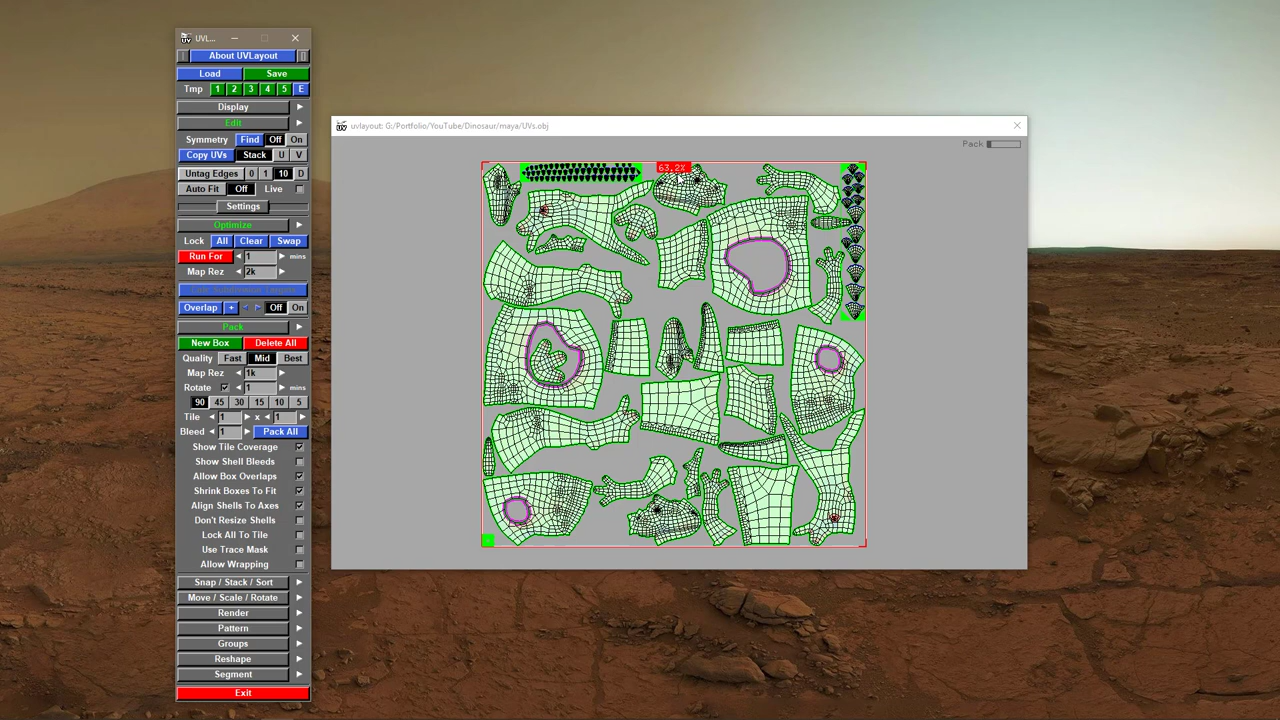 UVL...
About UVLayout
Load Save
Tmp 1 2 3 4 5 E
Display
Edit
Symmetry Find Off On
Copy UVs Stack U V
Untag Edges 0 1 10 D
Auto Fit Off Live
Settings
Optimize
Lock All Clear Swap
Run For 1 mins
Map Rez 2k
Calc Subdivision Targets
Overlap + Off On
Pack
New Box Delete All
Quality Fast Mid Best
Map Rez 1k
Rotate 1 mins
90 45 30 15 10 5
Tile 1 x 1
Bleed 1 Pack All
Show Tile Coverage
Show Shell Bleeds
Allow Box Overlaps
Shrink Boxes To Fit
Align Shells To Axes
Don't Resize Shells
Lock All To Tile
Use Trace Mask
Allow Wrapping
Snap / Stack / Sort
Move / Scale / Rotate
Render
Pattern
Groups
Reshape
Segment
Exit
uvlayout: G:/Portfolio/YouTube/Dinosaur/maya/UVs.obj
Pack
63.2%